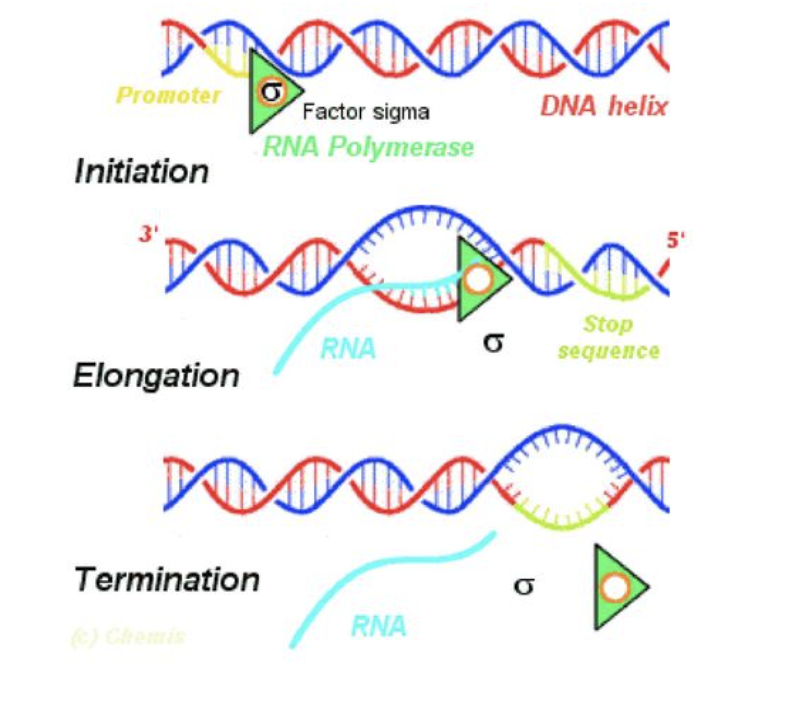 σ
Promoter
Factor sigma
DNA helix
RNA Polymerase
Initiation
3'
5'
Stop
sequence
RNA
σ
Elongation
Termination
σ
RNA
(c) Chemis